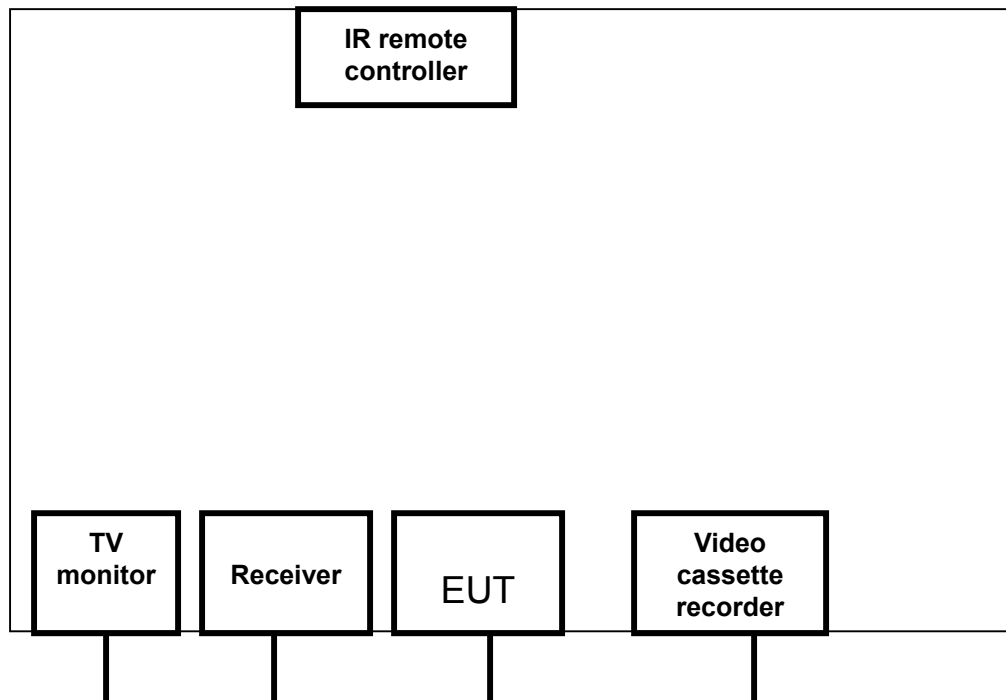 IR remote
controller
TV
monitor
Receiver
EUT
Video
cassette
recorder